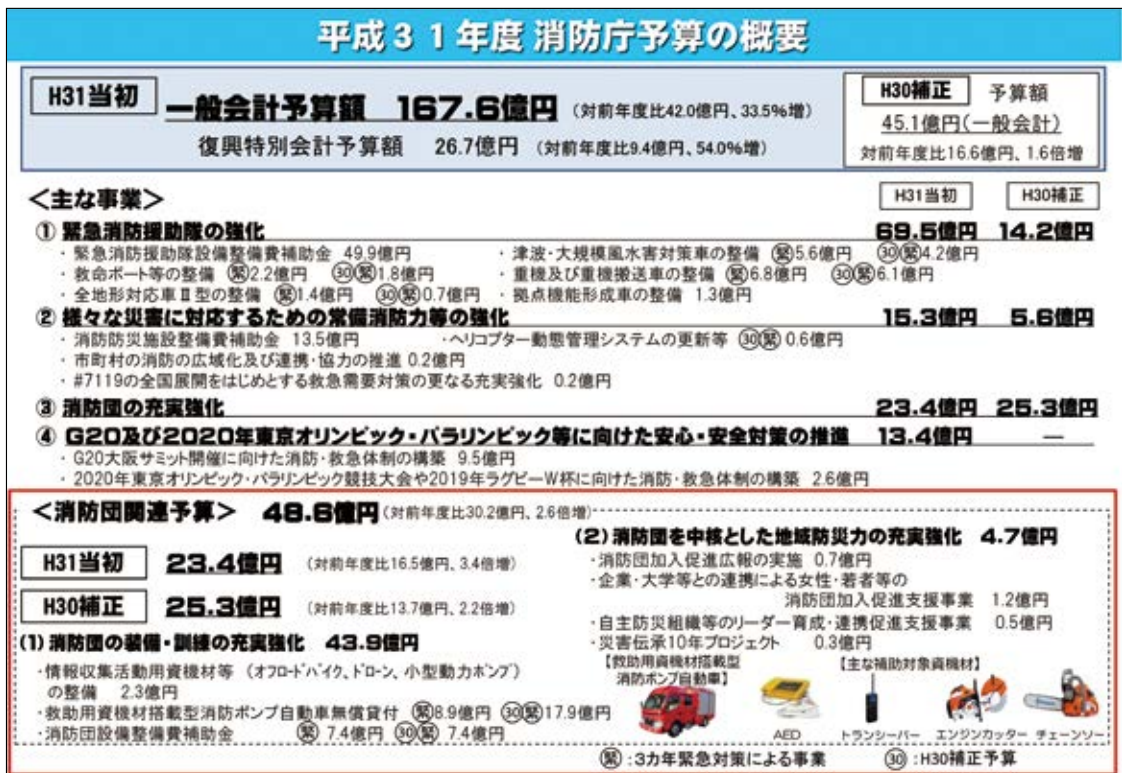 平成３１年度 消防庁予算の概要
H31当初 一般会計予算額 167.6億円 (対前年度比42.0億円、33.5%増)
復興特別会計予算額 26.7億円 (対前年度比9.4億円、54.0%増)
H30補正 予算額
45.1億円(一般会計)
対前年度比16.6億円、1.6倍増
＜主な事業＞ H31当初 H30補正
① 緊急消防援助隊の強化 69.5億円 14.2億円
・緊急消防援助隊設備整備費補助金 49.9億円 ・津波・大規模風水害対策車の整備 ㊬5.6億円 ㉚㊬4.2億円
・救命ボート等の整備 緊2.2億円 ㉚緊1.8億円 ・重機及び重機搬送車の整備 緊6.8億円 ㉚緊6.1億円
・全地形対応車Ⅱ型の整備 緊1.4億円 ㉚緊0.7億円 ・拠点機能形成車の整備 1.3億円
② 様々な災害に対応するための常備消防力等の強化 15.3億円 5.6億円
・消防防災施設整備費補助金 13.5億円 ・ヘリコプター動態管理システムの更新等 ㉚緊 0.6億円
・市町村の消防の広域化及び連携・協力の推進 0.2億円
・#7119の全国展開をはじめとする救急需要対策の更なる充実強化 0.2億円
③ 消防団の充実強化 23.4億円 25.3億円
④ G20及び2020年東京オリンピック・パラリンピック等に向けた安心・安全対策の推進 13.4億円 ―
・G20大阪サミット開催に向けた消防・救急体制の構築 9.5億円
・2020年東京オリンピック・パラリンピック競技大会や2019年ラグビーW杯に向けた消防・救急体制の構築 2.6億円
＜消防団関連予算＞ 48.6億円(対前年度比30.2億円、2.6倍増)
H31当初 23.4億円 (対前年度比16.5億円、3.4倍増)
H30補正 25.3億円 (対前年度比13.7億円、2.2倍増)
(1)消防団の装備・訓練の充実強化 43.9億円
・情報収集活動用資機材等 (オフロードバイク、ドローン、小型動力ポンプ)
の整備 2.3億円
・救助用資機材搭載型消防ポンプ自動車無償貸付 緊8.9億円 ㉚緊17.9億円
・消防団設備整備費補助金 緊 7.4億円 ㉚緊 7.4億円
(2)消防団を中核とした地域防災力の充実強化 4.7億円
・消防団加入促進広報の実施 0.7億円
・企業・大学等との連携による女性・若者等の
消防団加入促進支援事業 1.2億円
・自主防災組織等のリーダー育成・連携促進支援事業 0.5億円
・災害伝承10年プロジェクト 0.3億円
【救助用資機材搭載型
消防ポンプ自動車】
【主な補助対象資機材】
AED トランシーバー エンジンカッター チェーンソー
緊:3カ年緊急対策による事業 ㉚:H30補正予算